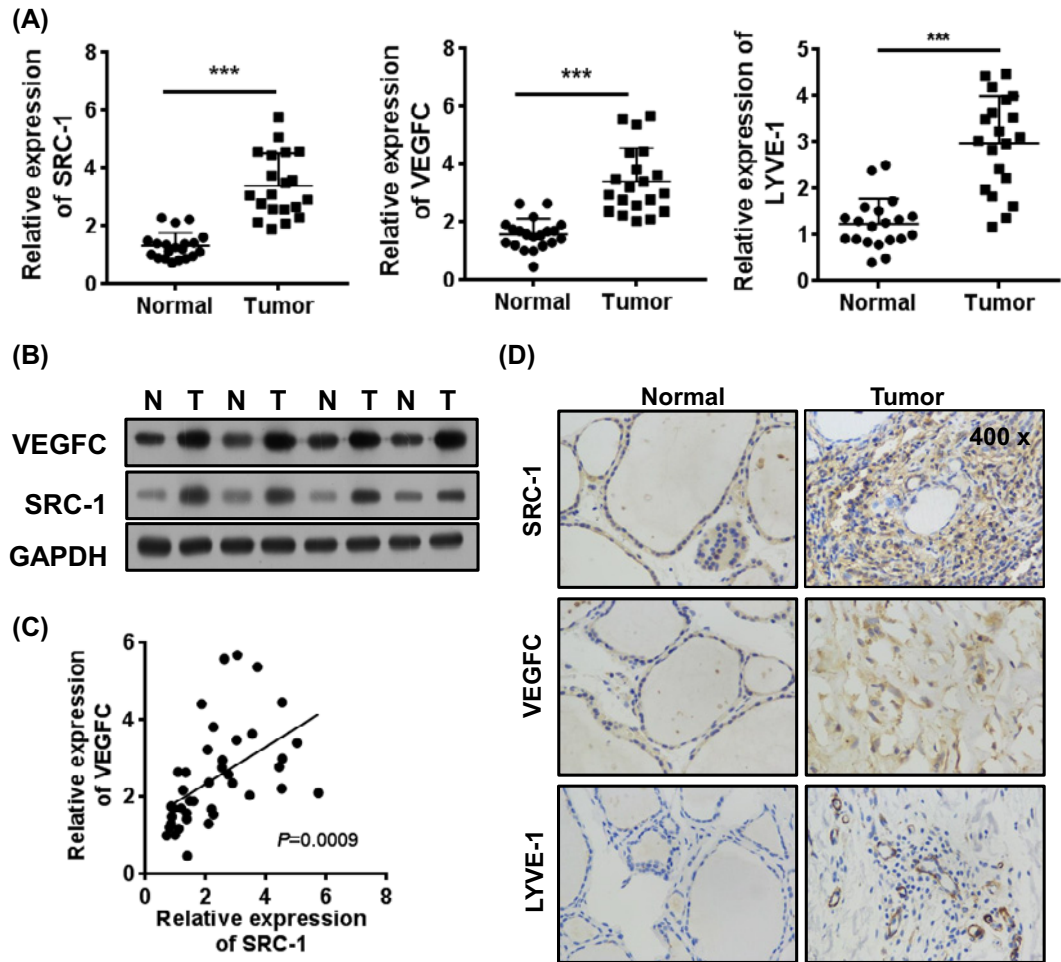 (A)
Relative expression
of SRC-1
8
6
4
2
0
***
Normal
Tumor
Relative expression
of VEGFC
8
6
4
2
0
***
Normal
Tumor
Relative expression of
LYVE-1
5
4
3
2
1
0
***
Normal
Tumor
(B)
N T N T N T N T
VEGFC
SRC-1
GAPDH
(C)
Relative expression
of VEGFC
6
4
2
0
P=0.0009
0 2 4 6 8
Relative expression
of SRC-1
(D)
Normal
Tumor
SRC-1
400 x
VEGFC
LYVE-1